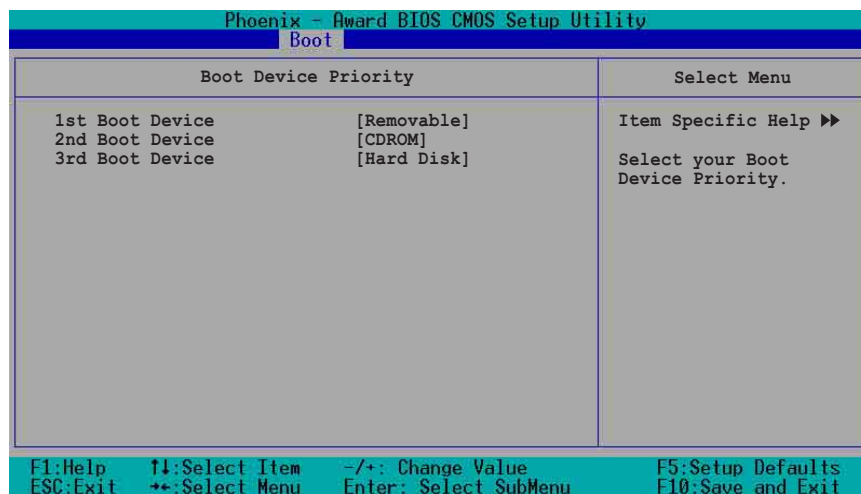 Phoenix - Award BIOS CMOS Setup Utility
Boot
Boot Device Priority
Select Menu
1st Boot Device [Removable]
2nd Boot Device [CDROM]
3rd Boot Device [Hard Disk]
Item Specific Help ▶▶
Select your Boot
Device Priority.
F1:Help ↑↓:Select Item -/+: Change Value F5:Setup Defaults
ESC:Exit →←:Select Menu Enter: Select SubMenu F10:Save and Exit